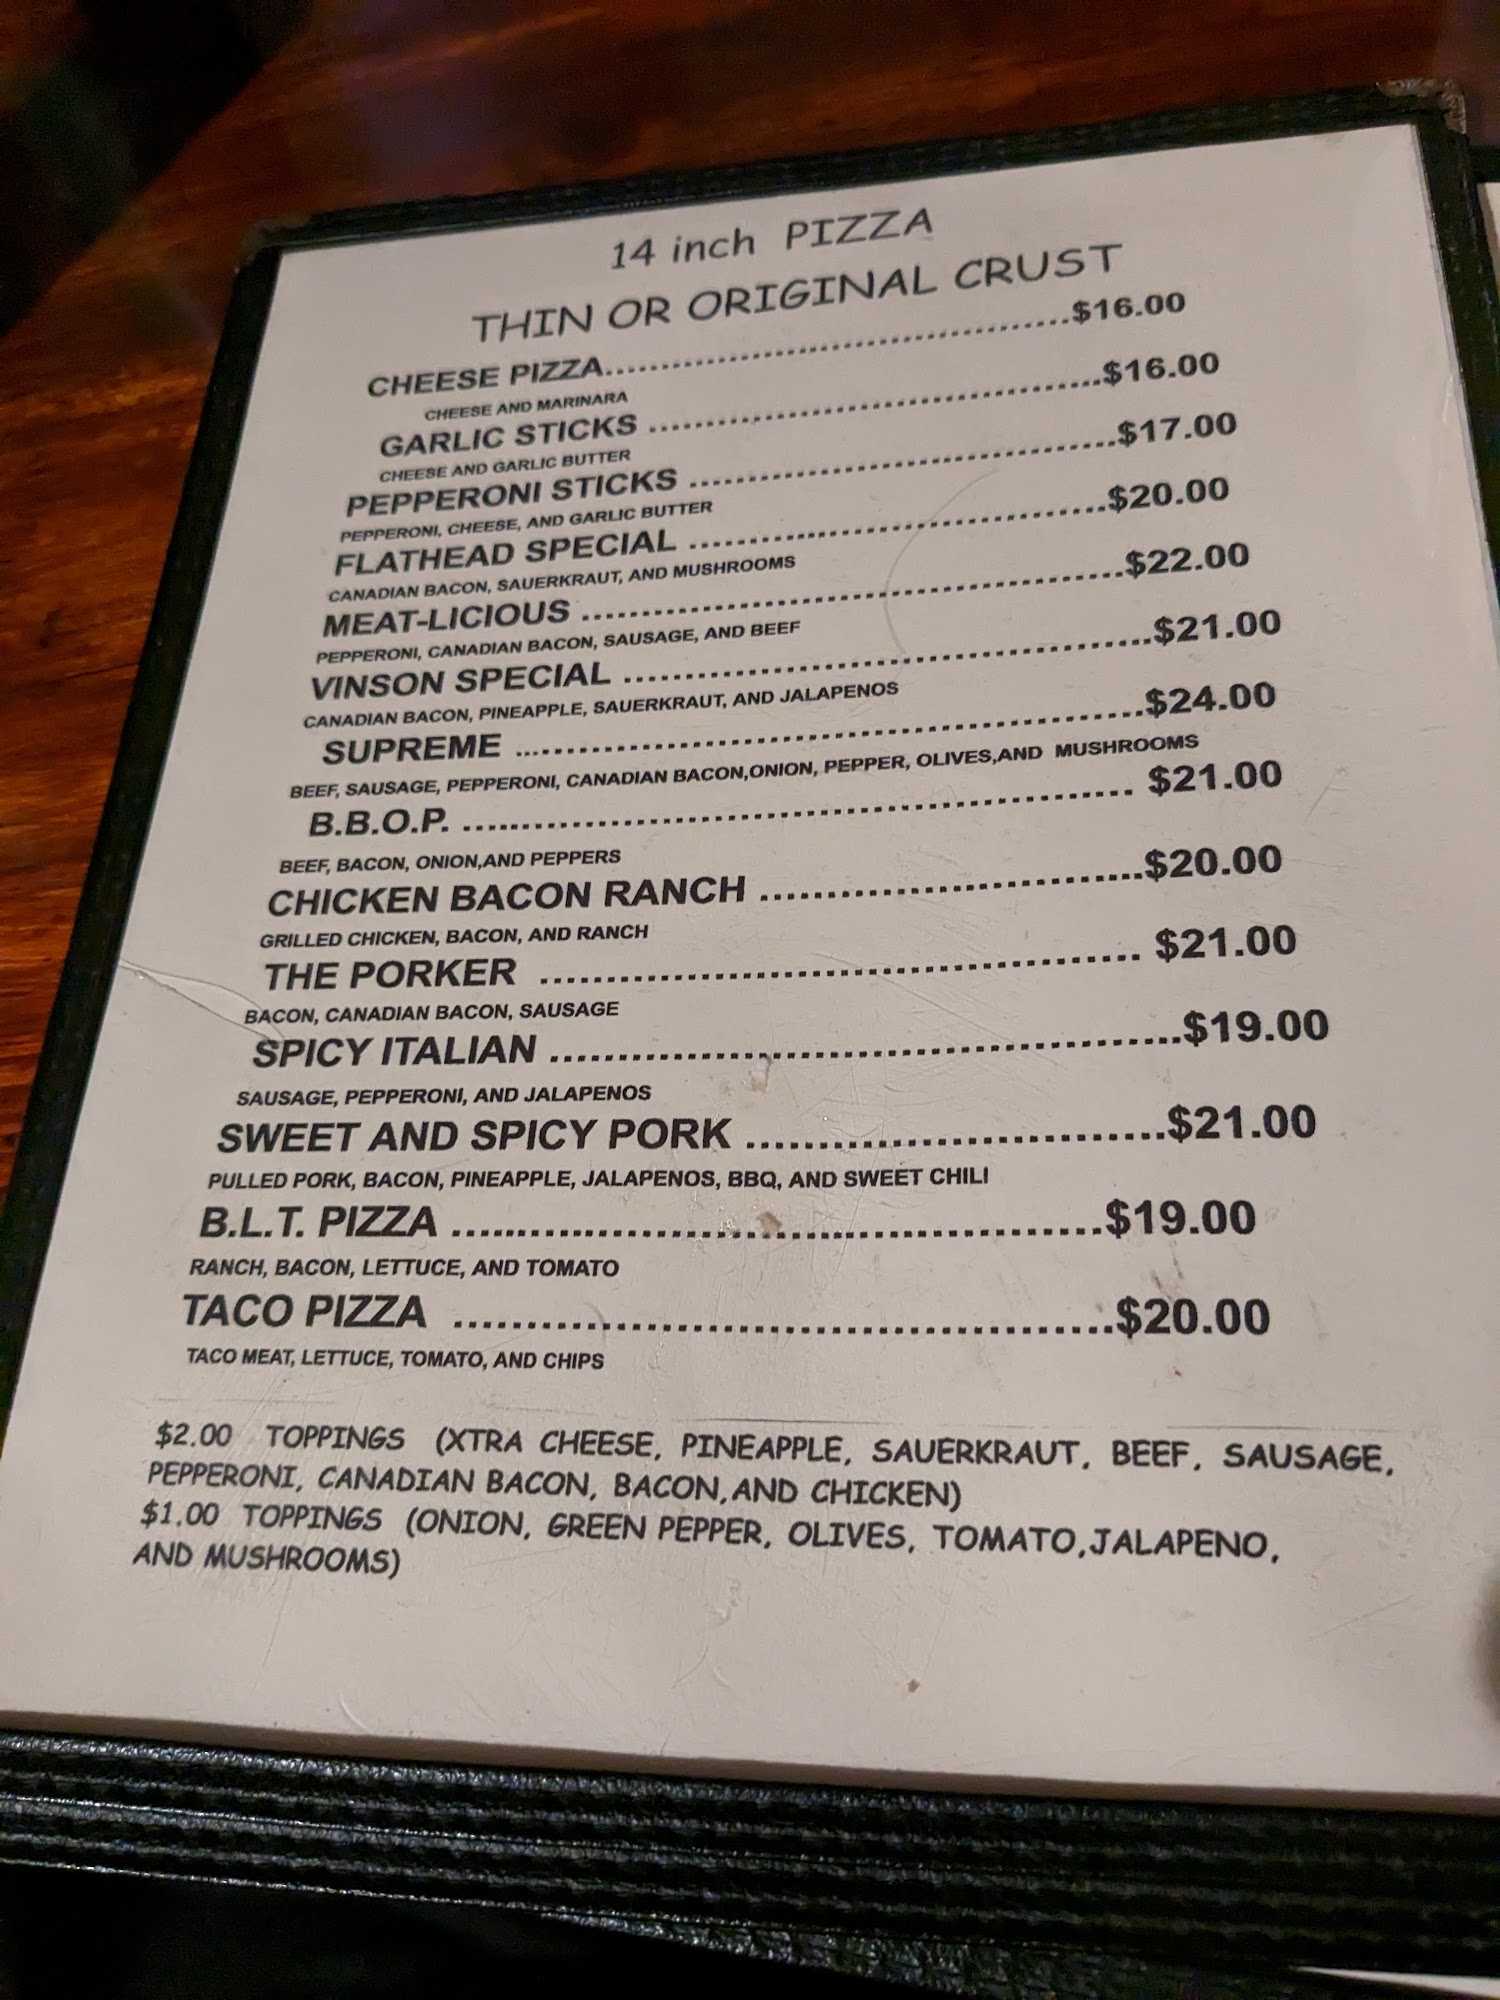 14 inch PIZZA
THIN OR ORIGINAL CRUST
CHEESE PIZZA....................................................$16.00
CHEESE AND MARINARA
GARLIC STICKS ..................................................$16.00
CHEESE AND GARLIC BUTTER
PEPPERONI STICKS ...............................................$17.00
PEPPERONI, CHEESE, AND GARLIC BUTTER
FLATHEAD SPECIAL ..............................................$20.00
CANADIAN BACON, SAUERKRAUT, AND MUSHROOMS
MEAT-LICIOUS ..................................................$22.00
PEPPERONI, CANADIAN BACON, SAUSAGE, AND BEEF
VINSON SPECIAL ................................................$21.00
CANADIAN BACON, PINEAPPLE, SAUERKRAUT, AND JALAPENOS
SUPREME .......................................................$24.00
BEEF, SAUSAGE, PEPPERONI, CANADIAN BACON,ONION, PEPPER, OLIVES,AND MUSHROOMS
B.B.O.P. ...................................................... $21.00
BEEF, BACON, ONION,AND PEPPERS
CHICKEN BACON RANCH ................................$20.00
GRILLED CHICKEN, BACON, AND RANCH
THE PORKER ............................................. $21.00
BACON, CANADIAN BACON, SAUSAGE
SPICY ITALIAN ..............................................$19.00
SAUSAGE, PEPPERONI, AND JALAPENOS
SWEET AND SPICY PORK ..............................$21.00
PULLED PORK, BACON, PINEAPPLE, JALAPENOS, BBQ, AND SWEET CHILI
B.L.T. PIZZA ..............................................$19.00
RANCH, BACON, LETTUCE, AND TOMATO
TACO PIZZA ..............................................$20.00
TACO MEAT, LETTUCE, TOMATO, AND CHIPS
$2.00 TOPPINGS (XTRA CHEESE, PINEAPPLE, SAUERKRAUT, BEEF, SAUSAGE,
PEPPERONI, CANADIAN BACON, BACON,AND CHICKEN)
$1.00 TOPPINGS (ONION, GREEN PEPPER, OLIVES, TOMATO,JALAPENO,
AND MUSHROOMS)